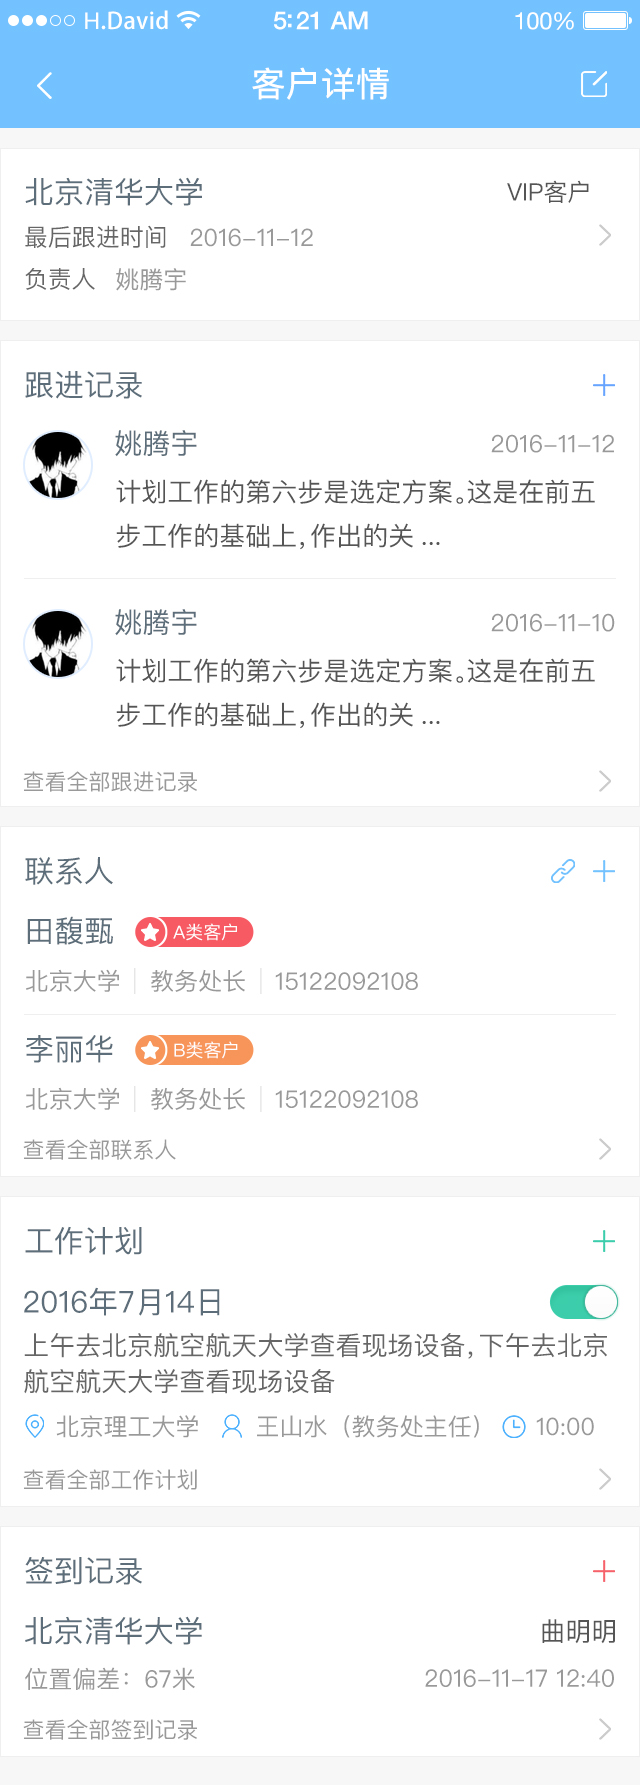 H.David 5:21 AM 100%
客户详情
北京清华大学 VIP客户
最后跟进时间 2016-11-12
负责人 姚腾宇
跟进记录
姚腾宇 2016-11-12
计划工作的第六步是选定方案。这是在前五
步工作的基础上,作出的关 ...
姚腾宇 2016-11-10
计划工作的第六步是选定方案。这是在前五
步工作的基础上,作出的关 ...
查看全部跟进记录
联系人
田馥甄 A类客户
北京大学 教务处长 15122092108
李丽华 B类客户
北京大学 教务处长 15122092108
查看全部联系人
工作计划
2016年7月14日
上午去北京航空航天大学查看现场设备,下午去北京
航空航天大学查看现场设备
北京理工大学 王山水（教务处主任） 10:00
查看全部工作计划
签到记录
北京清华大学 曲明明
位置偏差：67米 2016-11-17 12:40
查看全部签到记录